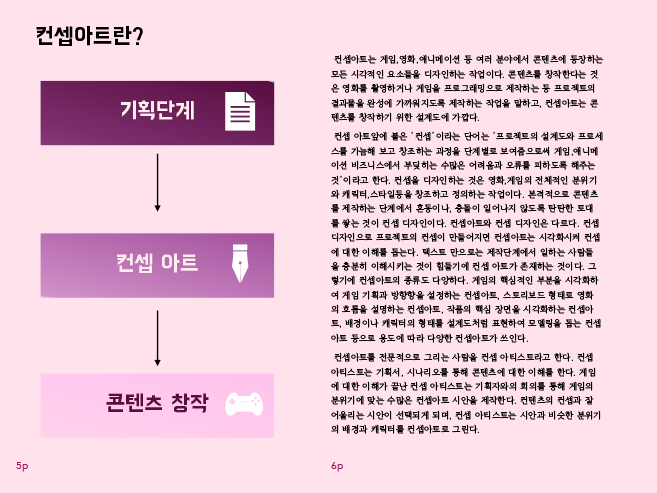 컨셉아트란?
기획단계
컨셉 아트
콘텐츠 창작
5p
컨셉아트는 게임,영화,애니메이션 등 여러 분야에서 콘텐츠에 등장하는
모든 시각적인 요소들을 디자인하는 작업이다. 콘텐츠를 창작한다는 것
은 영화를 촬영하거나 게임을 프로그래밍으로 제작하는 등 프로젝트의
결과물을 완성에 가까워지도록 제작하는 작업을 말하고, 컨셉아트는 콘
텐츠를 창작하기 위한 설계도에 가깝다.
컨셉 아트앞에 붙은 '컨셉'이라는 단어는 '프로젝트의 설계도와 프로세
스를 가늠해 보고 창조하는 과정을 단계별로 보여줌으로써 게임,애니메
이션 비즈니스에서 부딪히는 수많은 어려움과 오류를 피하도록 해주는
것'이라고 한다. 컨셉을 디자인하는 것은 영화,게임의 전체적인 분위기
와 캐릭터,스타일등을 창조하고 정의하는 작업이다. 본격적으로 콘텐츠
를 제작하는 단계에서 혼동이나, 충돌이 일어나지 않도록 탄탄한 토대
를 쌓는 것이 컨셉 디자인이다. 컨셉아트와 컨셉 디자인은 다르다. 컨셉
디자인으로 프로젝트의 컨셉이 만들어지면 컨셉아트는 시각화시켜 컨셉
에 대한 이해를 돕는다. 텍스트 만으로는 제작단계에서 일하는 사람들
을 충분히 이해시키는 것이 힘들기에 컨셉 아트가 존재하는 것이다. 그
렇기에 컨셉아트의 종류도 다양하다. 게임의 핵심적인 부분을 시각화하
여 게임 기획과 방향향을 설정하는 컨셉아트, 스토리보드 형태로 영화
의 흐름을 설명하는 컨셉아트, 작품의 핵심 장면을 시각화하는 컨셉아
트, 배경이나 캐릭터의 형태를 설계도처럼 표현하여 모델링을 돕는 컨셉
아트 등으로 용도에 따라 다양한 컨셉아트가 쓰인다.
컨셉아트를 전문적으로 그리는 사람을 컨셉 아티스트라고 한다. 컨셉
아티스트는 기획서, 시나리오를 통해 콘텐츠에 대한 이해를 한다. 게임
에 대한 이해가 끝난 컨셉 아티스트는 기획자와의 회의를 통해 게임의
분위기에 맞는 수많은 컨셉아트 시안을 제작한다. 컨텐츠의 컨셉과 잘
어울리는 시안이 선택되게 되며, 컨셉 아티스트는 시안과 비슷한 분위기
의 배경과 캐릭터를 컨셉아트로 그린다.
6p